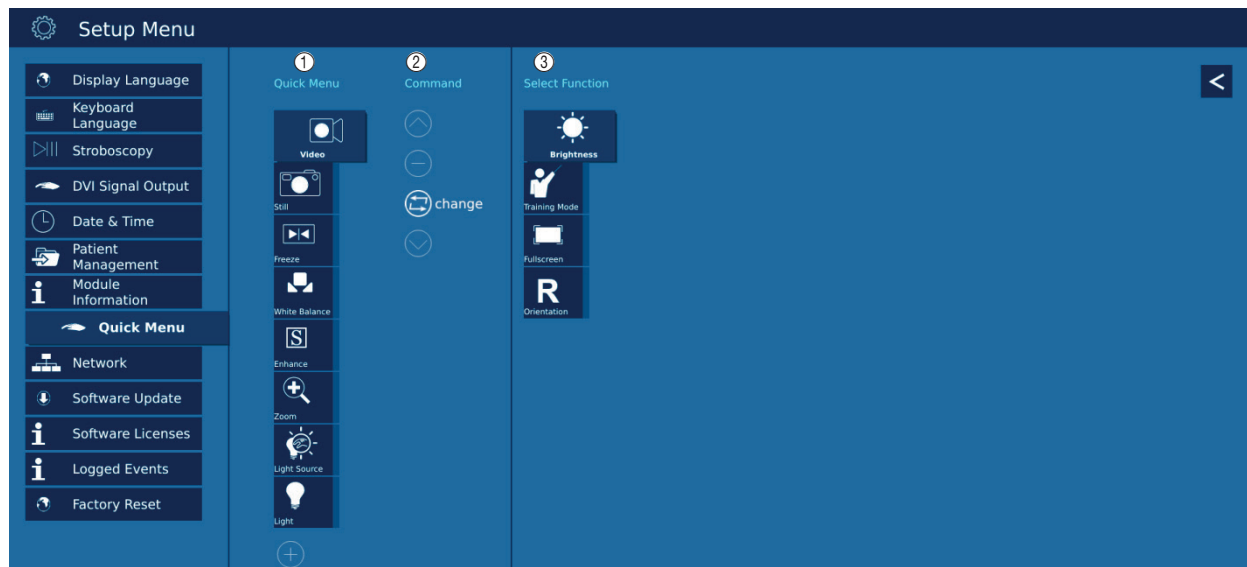 Setup Menu
Display Language
Keyboard
Language
Stroboscopy
DVI Signal Output
Date & Time
Patient
Management
Module
Information
Quick Menu
Network
Software Update
Software Licenses
Logged Events
Factory Reset
1
Quick Menu
Video
Still
Freeze
White Balance
S
Enhance
Zoom
Light Source
Light
2
Command
change
3
Select Function
Brightness
Training Mode
Fullscreen
R
Orientation